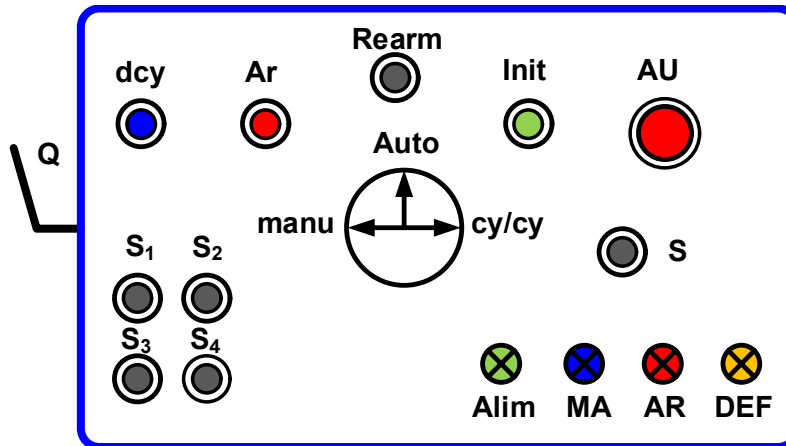 Rearm
dcy Ar Init AU
Auto
Q
manu cy/cy
S₁ S₂ S
S₃ S₄
Alim MA AR DEF